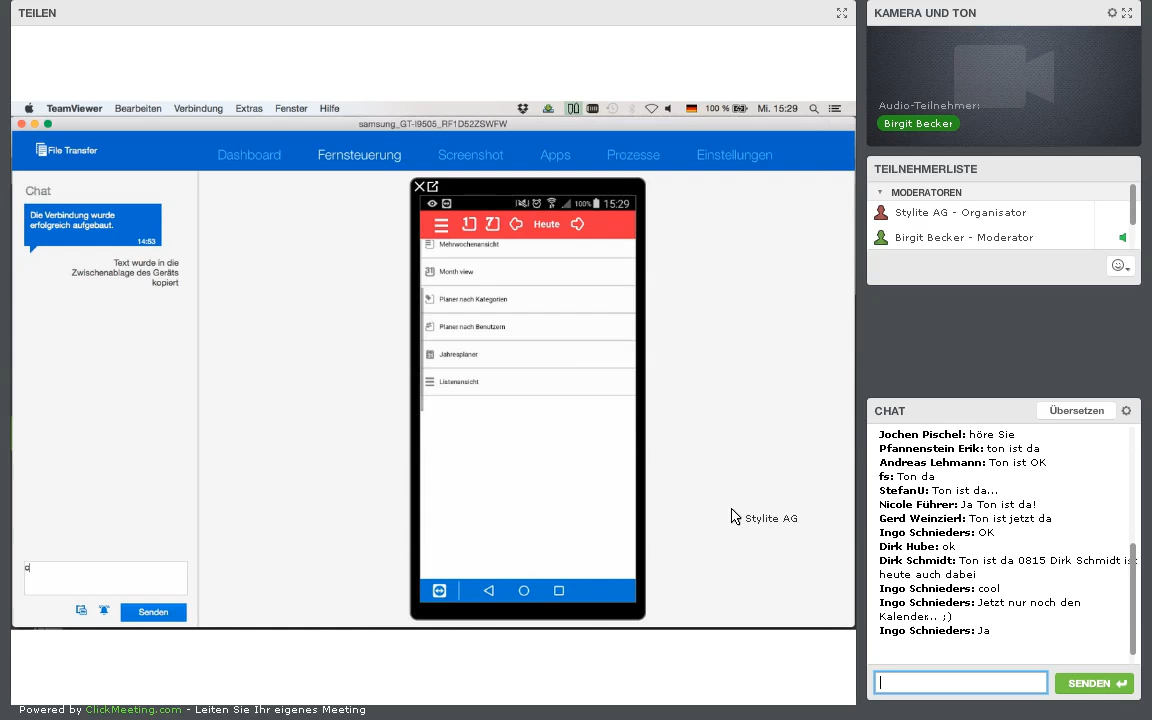 TEILEN
TeamViewer Bearbeiten Verbindung Extras Fenster Hilfe
100 % Mi. 15:29
samsung_GT-I9505_RF1D52ZSWFW
File Transfer
Dashboard Fernsteuerung Screenshot Apps Prozesse Einstellungen
Chat
Die Verbindung wurde
erfolgreich aufgebaut.
14:53
Text wurde in die
Zwischenablage des Geräts
kopiert
Senden
100% 15:29
1 7 Heute
Mehrwochenansicht
31 Month view
Planer nach Kategorien
Planer nach Benutzern
Jahresplaner
Listenansicht
Stylite AG
KAMERA UND TON
Audio-Teilnehmer:
Birgit Becker
TEILNEHMERLISTE
MODERATOREN
Stylite AG - Organisator
Birgit Becker - Moderator
CHAT
Übersetzen
Jochen Pischel: höre Sie
Pfannenstein Erik: ton ist da
Andreas Lehmann: Ton ist OK
fs: Ton da
StefanU: Ton ist da...
Nicole Führer: Ja Ton ist da!
Gerd Weinzierl: Ton ist jetzt da
Ingo Schnieders: OK
Dirk Hube: ok
Dirk Schmidt: Ton ist da 0815 Dirk Schmidt ist
heute auch dabei
Ingo Schnieders: cool
Ingo Schnieders: Jetzt nur noch den
Kalender... ;)
Ingo Schnieders: Ja
SENDEN
Powered by ClickMeeting.com - Leiten Sie Ihr eigenes Meeting